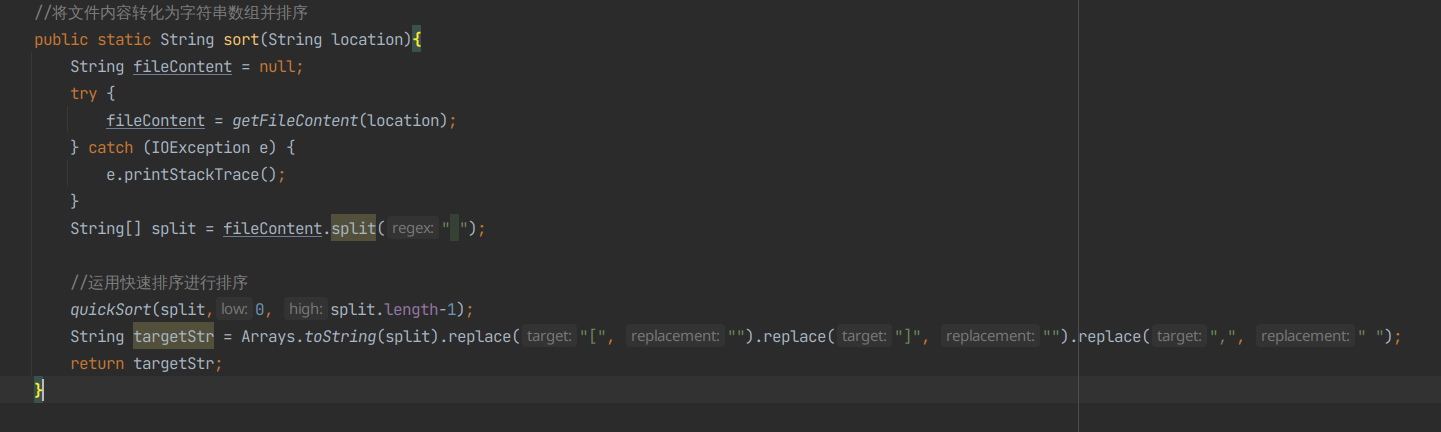 //将文件内容转化为字符串数组并排序
public static String sort(String location){
String fileContent = null;
try {
fileContent = getFileContent(location);
} catch (IOException e) {
e.printStackTrace();
}
String[] split = fileContent.split( regex: " ");
//运用快速排序进行排序
quickSort(split, low: 0, high: split.length-1);
String targetStr = Arrays.toString(split).replace( target: "[", replacement: "").replace( target: "]", replacement: "").replace( target: ",", replacement: " ");
return targetStr;
}